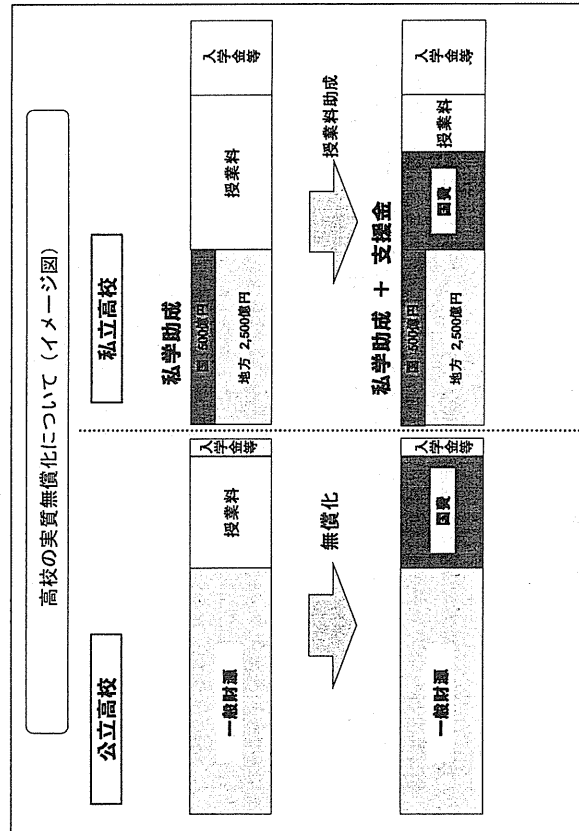 高校の実質無償化について（イメージ図）
公立高校
一般財源
授業料
入学金等
無償化
一般財源
国費
入学金等
私立高校
私学助成
国 500億円
地方 2,500億円
授業料
入学金等
授業料助成
私学助成 ＋ 支援金
国 500億円
地方 2,500億円
国費
授業料
入学金等